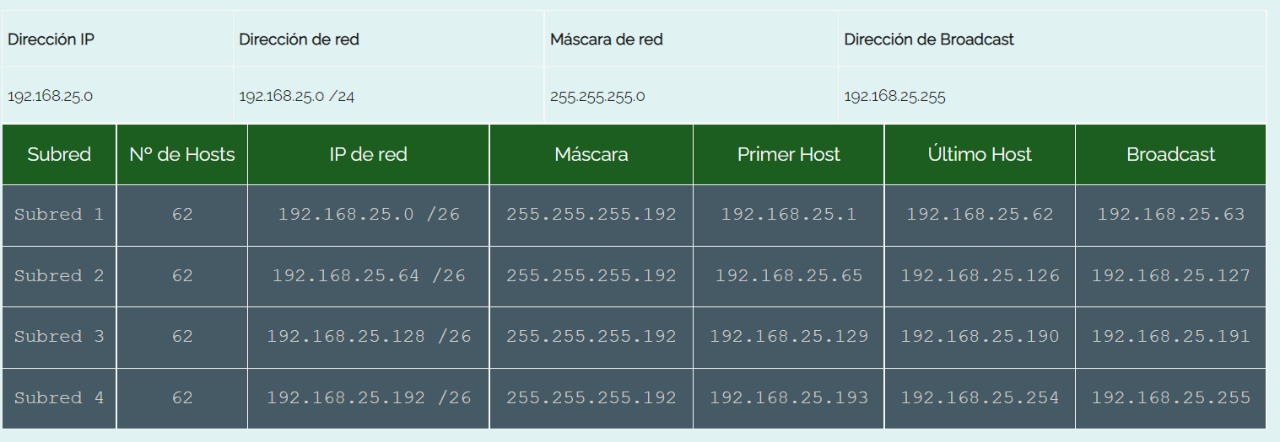 Dirección IP Dirección de red Máscara de red Dirección de Broadcast
192.168.25.0 192.168.25.0 /24 255.255.255.0 192.168.25.255
Subred Nº de Hosts IP de red Máscara Primer Host Último Host Broadcast
Subred 1 62 192.168.25.0 /26 255.255.255.192 192.168.25.1 192.168.25.62 192.168.25.63
Subred 2 62 192.168.25.64 /26 255.255.255.192 192.168.25.65 192.168.25.126 192.168.25.127
Subred 3 62 192.168.25.128 /26 255.255.255.192 192.168.25.129 192.168.25.190 192.168.25.191
Subred 4 62 192.168.25.192 /26 255.255.255.192 192.168.25.193 192.168.25.254 192.168.25.255